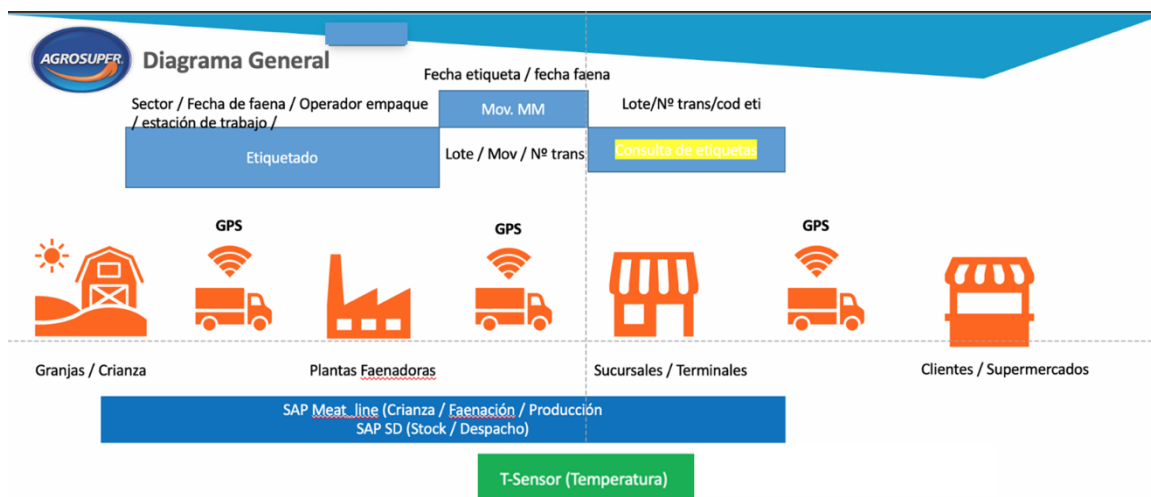 AGROSUPER
Diagrama General
Fecha etiqueta / fecha faena
Sector / Fecha de faena / Operador empaque
/ estación de trabajo /
Mov. MM
Lote/Nº trans/cod eti
Etiquetado
Lote / Mov / Nº trans
Consulta de etiquetas
GPS
GPS
GPS
Granjas / Crianza
Plantas Faenadoras
Sucursales / Terminales
Clientes / Supermercados
SAP Meat_line (Crianza / Faenación / Producción
SAP SD (Stock / Despacho)
T-Sensor (Temperatura)